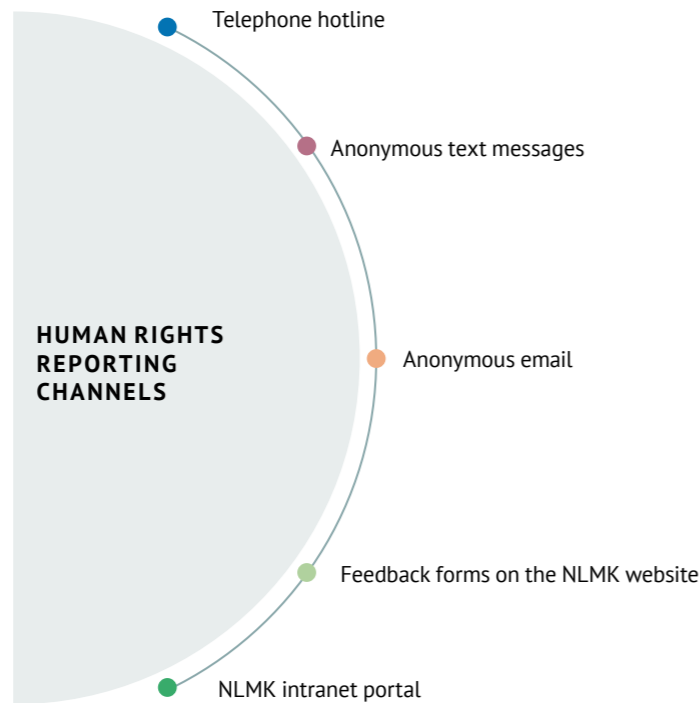 Telephone hotline
Anonymous text messages
HUMAN RIGHTS
REPORTING
CHANNELS
Anonymous email
Feedback forms on the NLMK website
NLMK intranet portal